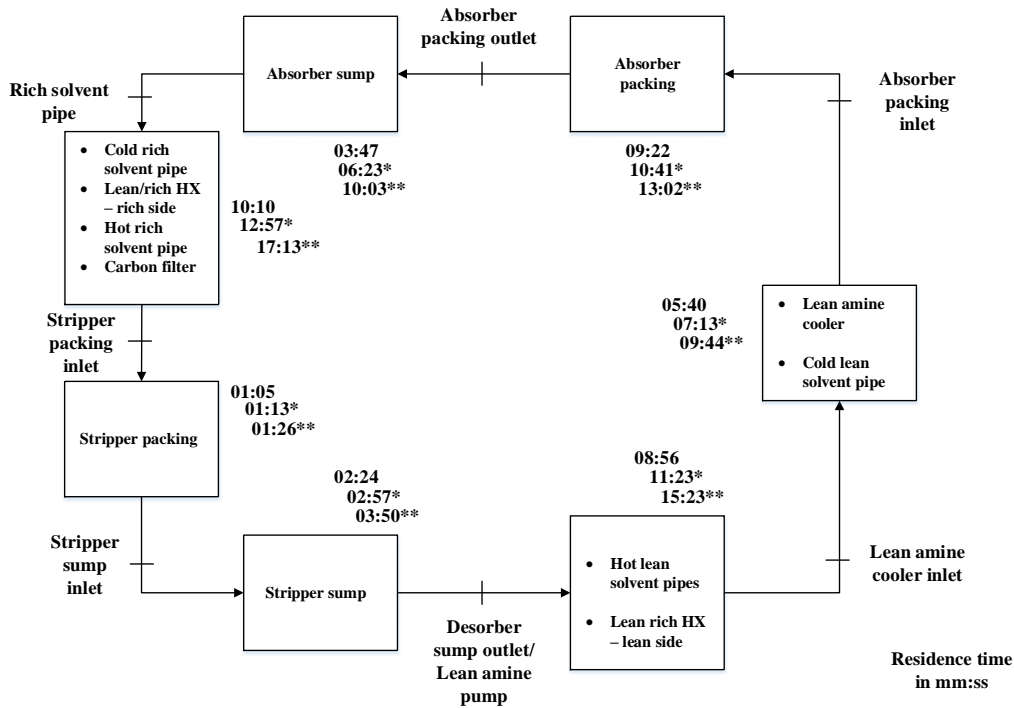 Absorber
packing outlet
Absorber sump
Absorber
packing
Absorber
packing
inlet
Rich solvent
pipe
03:47
06:23*
10:03**
09:22
10:41*
13:02**
• Cold rich
solvent pipe
• Lean/rich HX
– rich side
• Hot rich
solvent pipe
• Carbon filter
10:10
12:57*
17:13**
05:40
07:13*
09:44**
• Lean amine
cooler
• Cold lean
solvent pipe
Stripper
packing
inlet
Stripper packing
01:05
01:13*
01:26**
02:24
02:57*
03:50**
08:56
11:23*
15:23**
Stripper
sump
inlet
Stripper sump
• Hot lean
solvent pipes
• Lean rich HX
– lean side
Lean amine
cooler inlet
Desorber
sump outlet/
Lean amine
pump
Residence time
in mm:ss